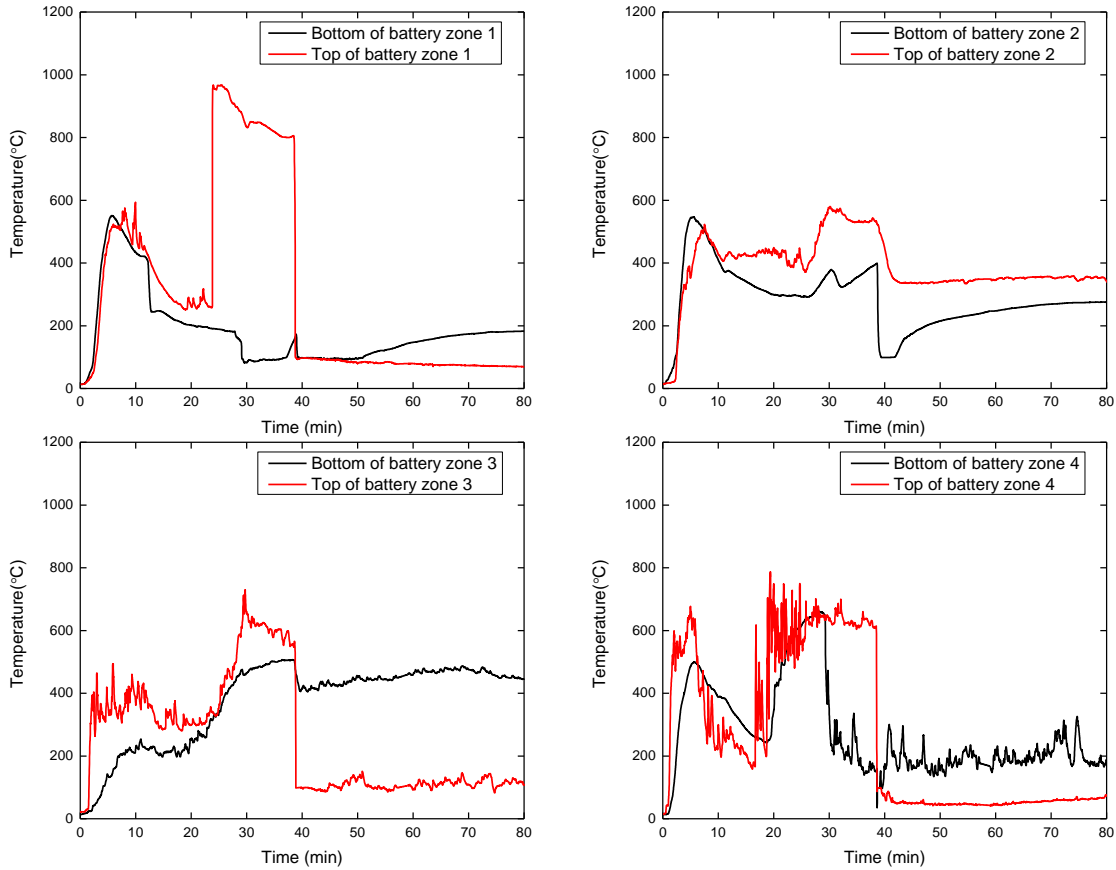 1200
1000
800
600
400
200
0
Temperature(°C)
Bottom of battery zone 1
Top of battery zone 1
0 10 20 30 40 50 60 70 80
Time (min)
1200
1000
800
600
400
200
0
Temperature(°C)
Bottom of battery zone 2
Top of battery zone 2
0 10 20 30 40 50 60 70 80
Time (min)
1200
1000
800
600
400
200
0
Temperature(°C)
Bottom of battery zone 3
Top of battery zone 3
0 10 20 30 40 50 60 70 80
Time (min)
1200
1000
800
600
400
200
0
Temperature(°C)
Bottom of battery zone 4
Top of battery zone 4
0 10 20 30 40 50 60 70 80
Time (min)